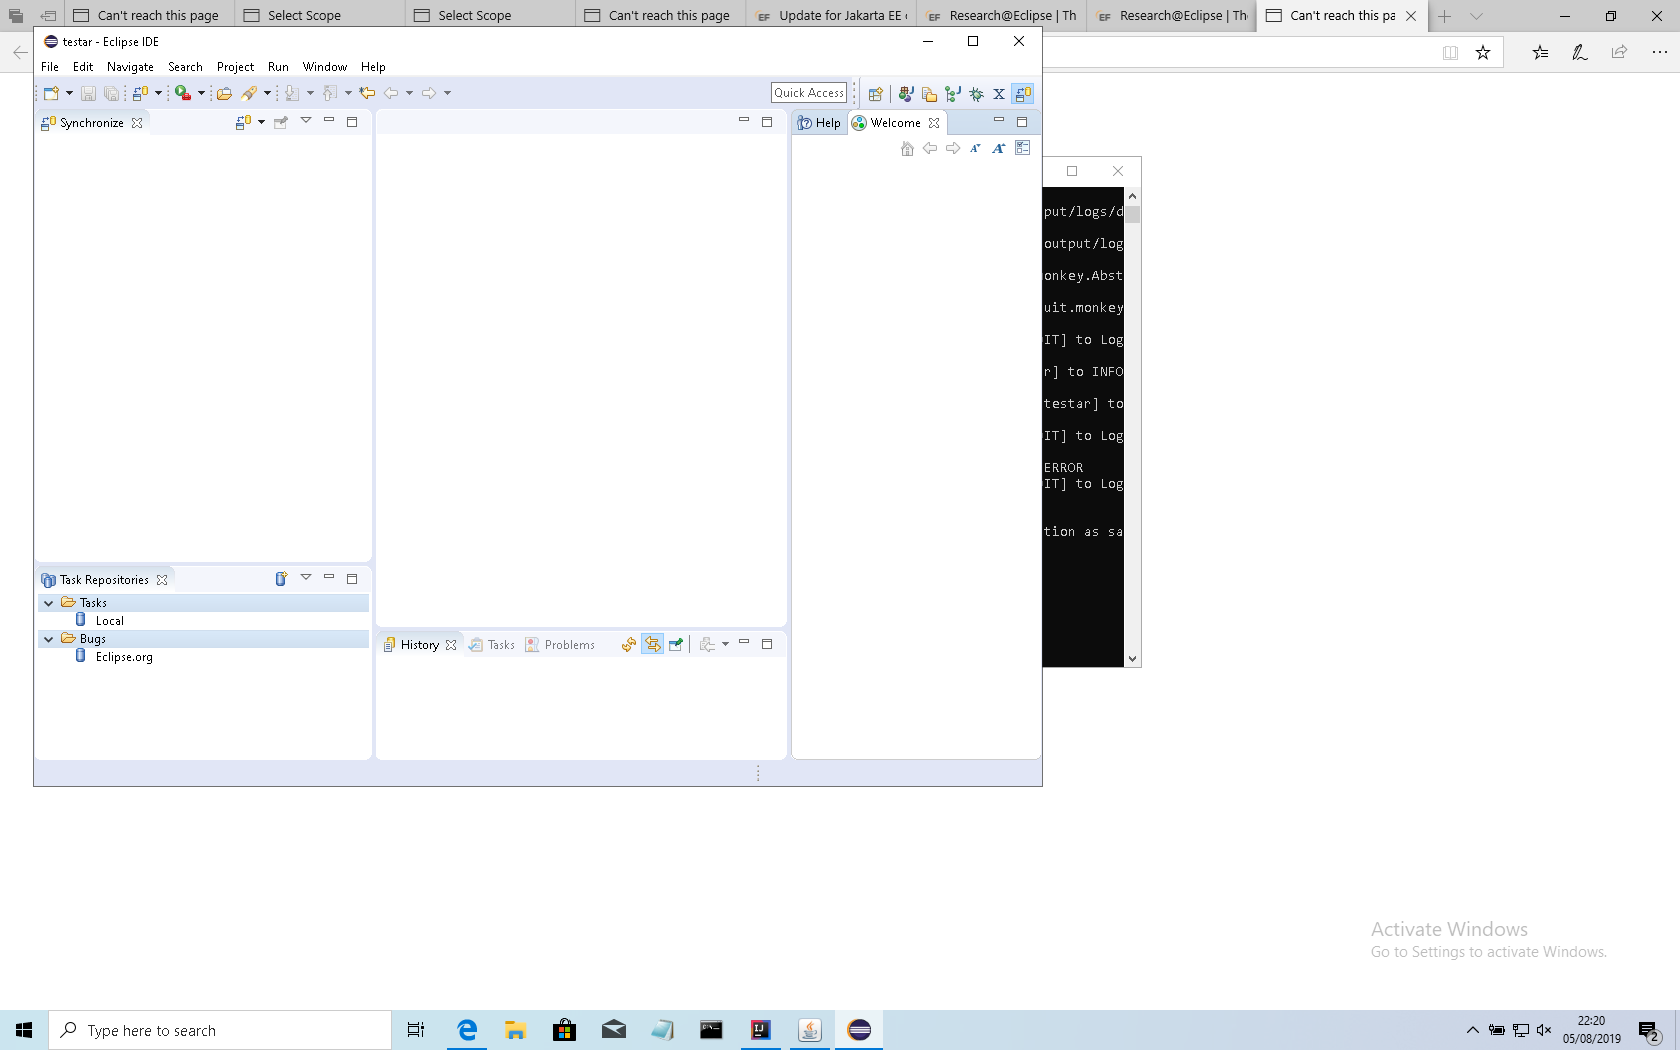 Can't reach this page
Select Scope
Select Scope
Can't reach this page
Update for Jakarta EE
Research@Eclipse | Th
Research@Eclipse | Th
Can't reach this pa
testar - Eclipse IDE
File Edit Navigate Search Project Run Window Help
Quick Access
Synchronize
Help
Welcome
put/logs/d
output/log
onkey.Abst
uit.monkey
IT] to Log
r] to INFO
testar] to
IT] to Log
ERROR
IT] to Log
tion as sa
Task Repositories
Tasks
Local
Bugs
Eclipse.org
History
Tasks
Problems
Activate Windows
Go to Settings to activate Windows.
Type here to search
22:20
05/08/2019
2